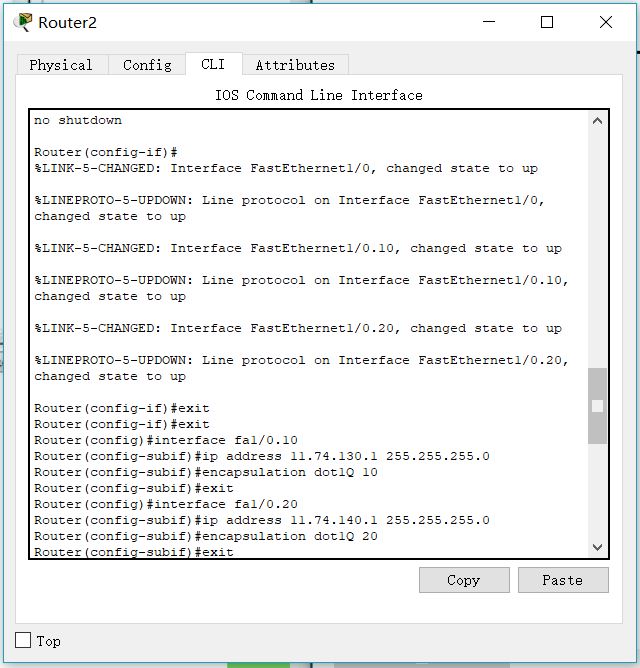 Router2
Physical Config CLI Attributes
IOS Command Line Interface
no shutdown
Router(config-if)#
%LINK-5-CHANGED: Interface FastEthernet1/0, changed state to up
%LINEPROTO-5-UPDOWN: Line protocol on Interface FastEthernet1/0,
changed state to up
%LINK-5-CHANGED: Interface FastEthernet1/0.10, changed state to up
%LINEPROTO-5-UPDOWN: Line protocol on Interface FastEthernet1/0.10,
changed state to up
%LINK-5-CHANGED: Interface FastEthernet1/0.20, changed state to up
%LINEPROTO-5-UPDOWN: Line protocol on Interface FastEthernet1/0.20,
changed state to up
Router(config-if)#exit
Router(config-if)#exit
Router(config)#interface fa1/0.10
Router(config-subif)#ip address 11.74.130.1 255.255.255.0
Router(config-subif)#encapsulation dot1Q 10
Router(config-subif)#exit
Router(config)#interface fa1/0.20
Router(config-subif)#ip address 11.74.140.1 255.255.255.0
Router(config-subif)#encapsulation dot1Q 20
Router(config-subif)#exit
Copy Paste
Top